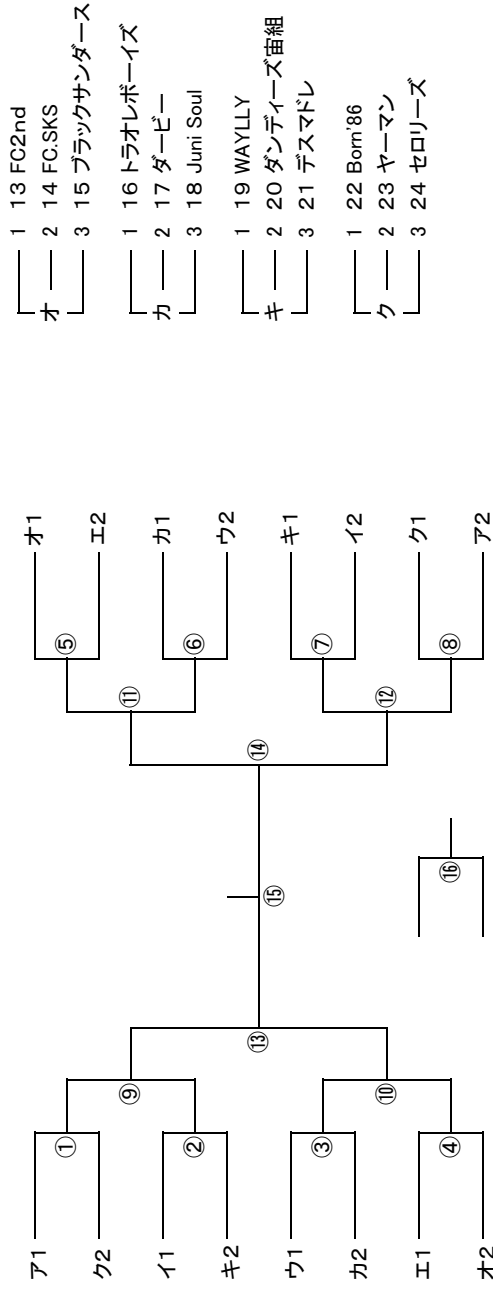 ア1
ク2
イ1
キ2
ウ1
カ2
エ1
オ2
①
②
③
④
⑨
⑩
⑬
⑮
⑯
⑭
⑪
⑫
⑤
⑥
⑦
⑧
オ1
エ2
カ1
ウ2
キ1
イ2
ク1
ア2
オ
1 13 FC2nd
2 14 FC.SKS
3 15 ブラックサンダース
カ
1 16 トラオレボーイズ
2 17 ダービー
3 18 Juni Soul
キ
1 19 WAYLLY
2 20 ダンディーズ宙組
3 21 デスマドレ
ク
1 22 Born'86
2 23 ヤーマン
3 24 セロリーズ